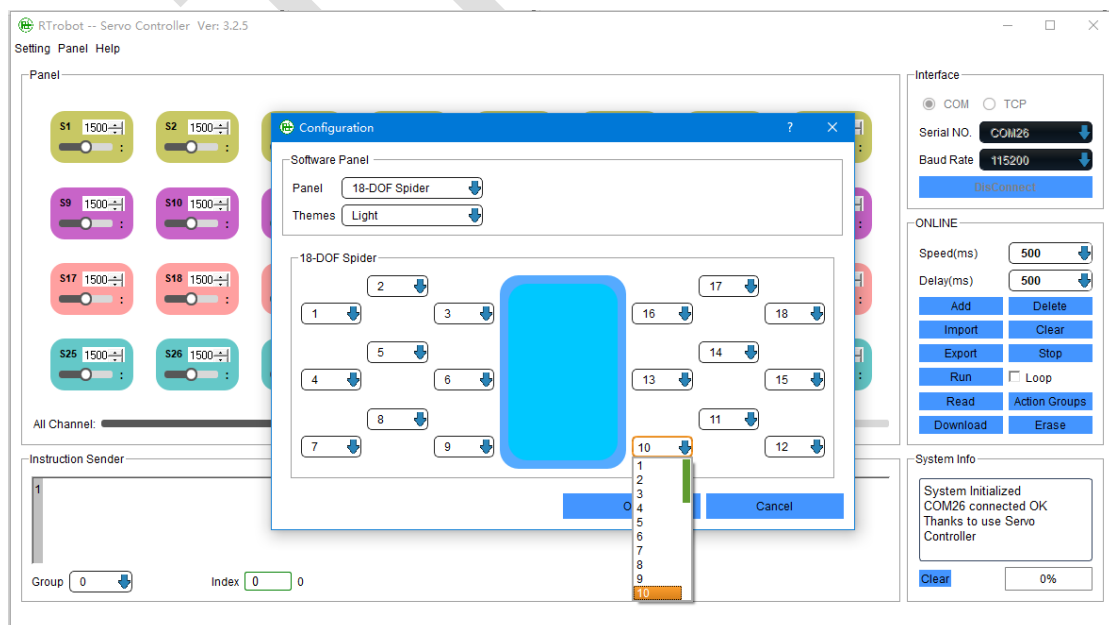 RTrobot -- Servo Controller Ver: 3.2.5
Setting Panel Help
Panel
S1 1500
S2 1500
S9 1500
S10 1500
S17 1500
S18 1500
S25 1500
S26 1500
All Channel:
Configuration
Software Panel
Panel 18-DOF Spider
Themes Light
18-DOF Spider
2 17
1 3 16 18
5 14
4 6 13 15
8 11
7 9 10 12
1
2
3
4
5
6
7
8
9
10
Cancel
Instruction Sender
1
Group 0 Index 0 0
Interface
COM TCP
Serial NO. COM26
Baud Rate 115200
DisConnect
ONLINE
Speed(ms) 500
Delay(ms) 500
Add Delete
Import Clear
Export Stop
Run Loop
Read Action Groups
Download Erase
System Info
System Initialized
COM26 connected OK
Thanks to use Servo
Controller
Clear 0%